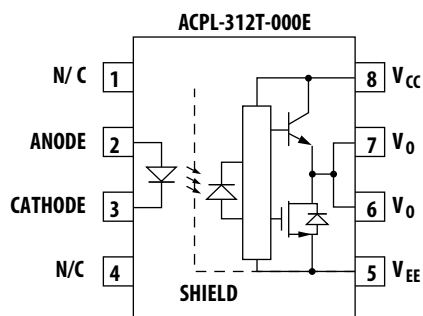 ACPL-312T-000E
N/ C 1
8 VCC
ANODE 2
7 VO
CATHODE 3
6 VO
N/C 4
5 VEE
SHIELD